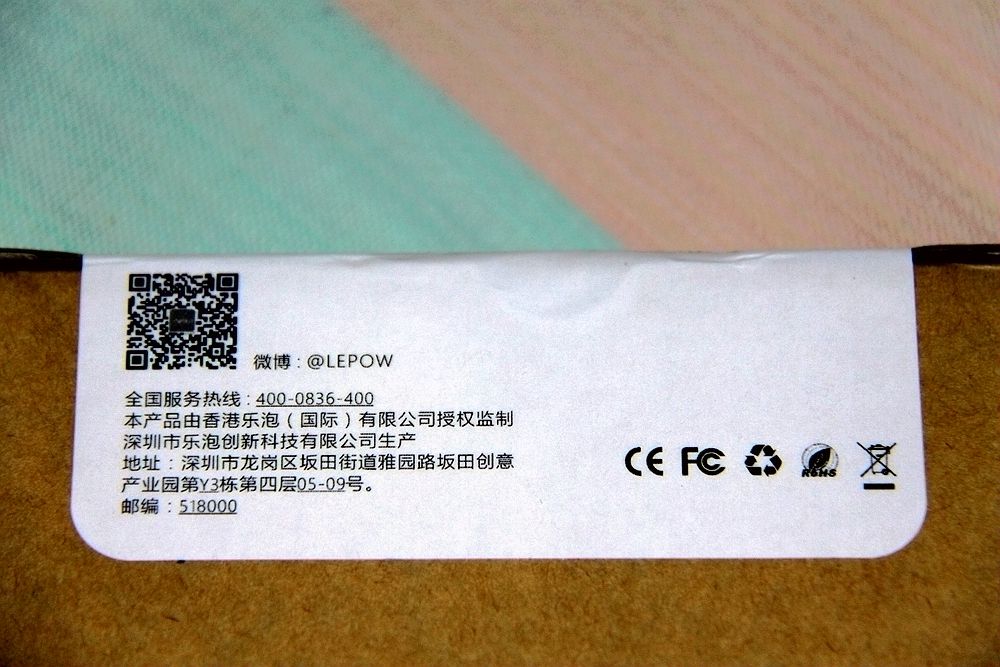 微博：@LEPOW
全国服务热线：400-0836-400
本产品由香港乐泡（国际）有限公司授权监制
深圳市乐泡创新科技有限公司生产
地址：深圳市龙岗区坂田街道雅园路坂田创意
产业园第Y3栋第四层05-09号。
邮编：518000
CE FC RoHS